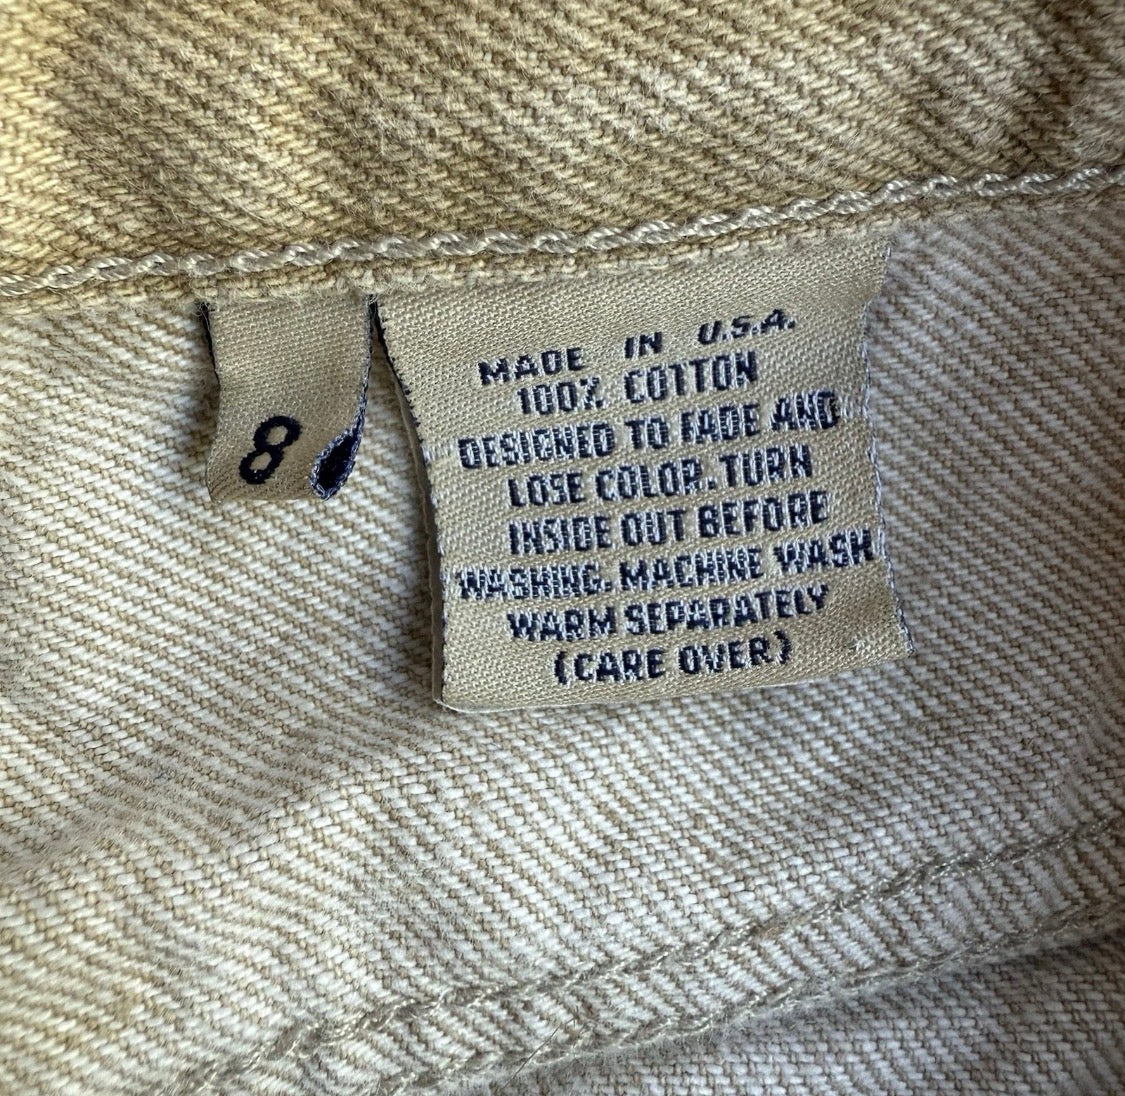 8
MADE IN U.S.A.
100% COTTON
DESIGNED TO FADE AND
LOSE COLOR. TURN
INSIDE OUT BEFORE
WASHING. MACHINE WASH
WARM SEPARATELY
(CARE OVER)